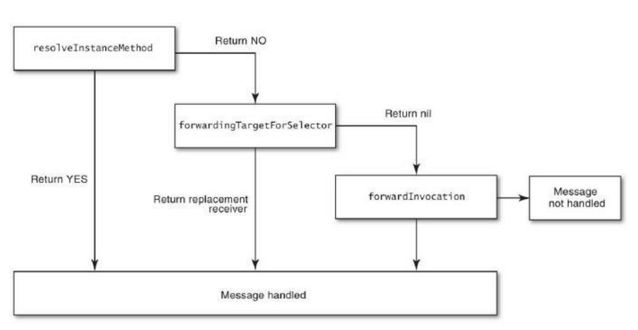 resolveInstanceMethod
Return NO
forwardingTargetForSelector
Return nil
Return YES
Return replacement
receiver
forwardInvocation
Message
not handled
Message handled